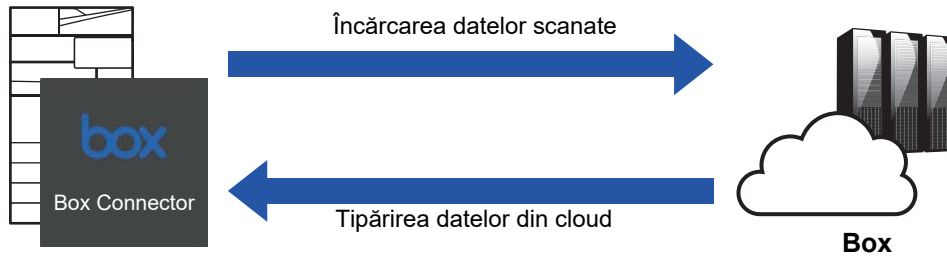 Încărcarea datelor scanate
box
Box Connector
Tipărirea datelor din cloud
Box